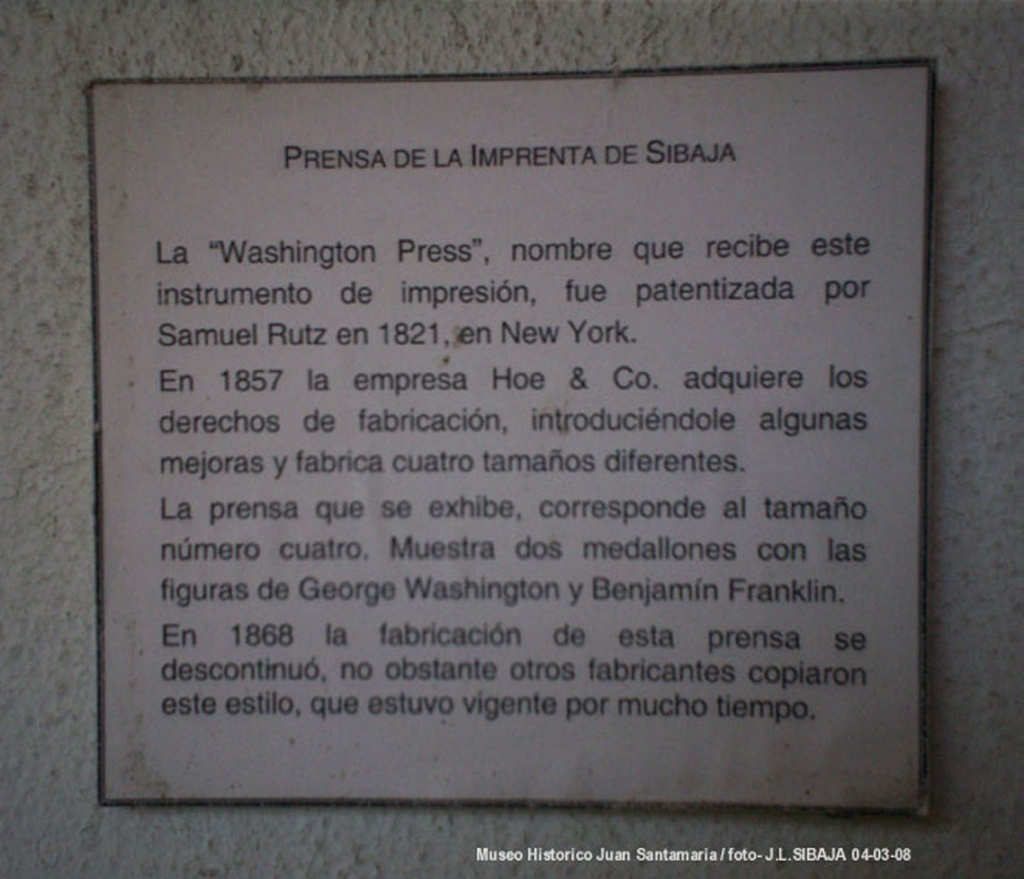 PRENSA DE LA IMPRENTA DE SIBAJA
La "Washington Press", nombre que recibe este
instrumento de impresión, fue patentizada por
Samuel Rutz en 1821, en New York.
En 1857 la empresa Hoe & Co. adquiere los
derechos de fabricación, introduciéndole algunas
mejoras y fabrica cuatro tamaños diferentes.
La prensa que se exhibe, corresponde al tamaño
número cuatro. Muestra dos medallones con las
figuras de George Washington y Benjamín Franklin.
En 1868 la fabricación de esta prensa se
descontinuó, no obstante otros fabricantes copiaron
este estilo, que estuvo vigente por mucho tiempo.
Museo Historico Juan Santamaria / foto- J.L.SIBAJA 04-03-08